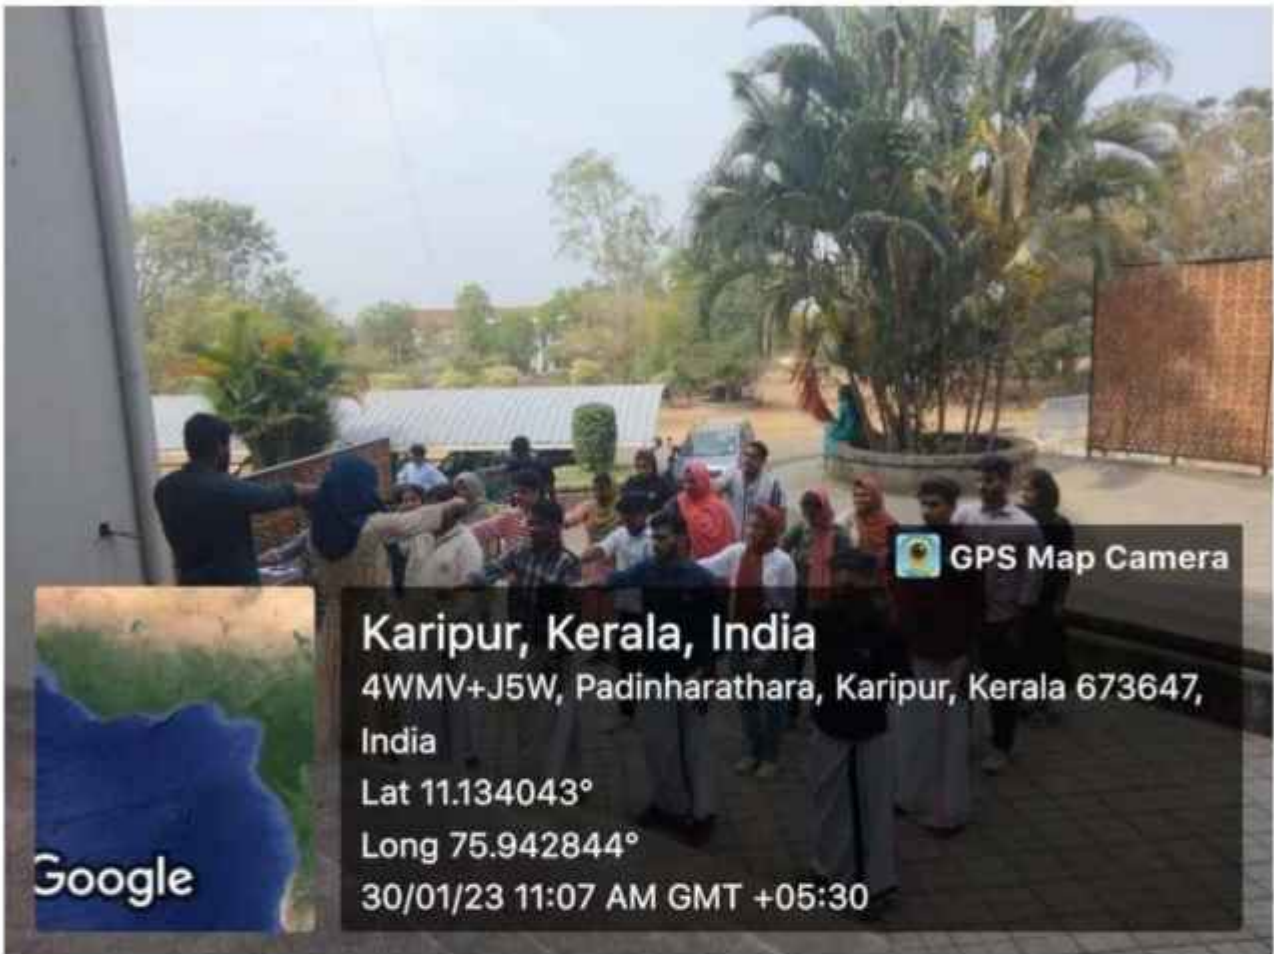 GPS Map Camera
Karipur, Kerala, India
4WMV+J5W, Padinharathara, Karipur, Kerala 673647,
India
Lat 11.134043°
Long 75.942844°
30/01/23 11:07 AM GMT +05:30
Google